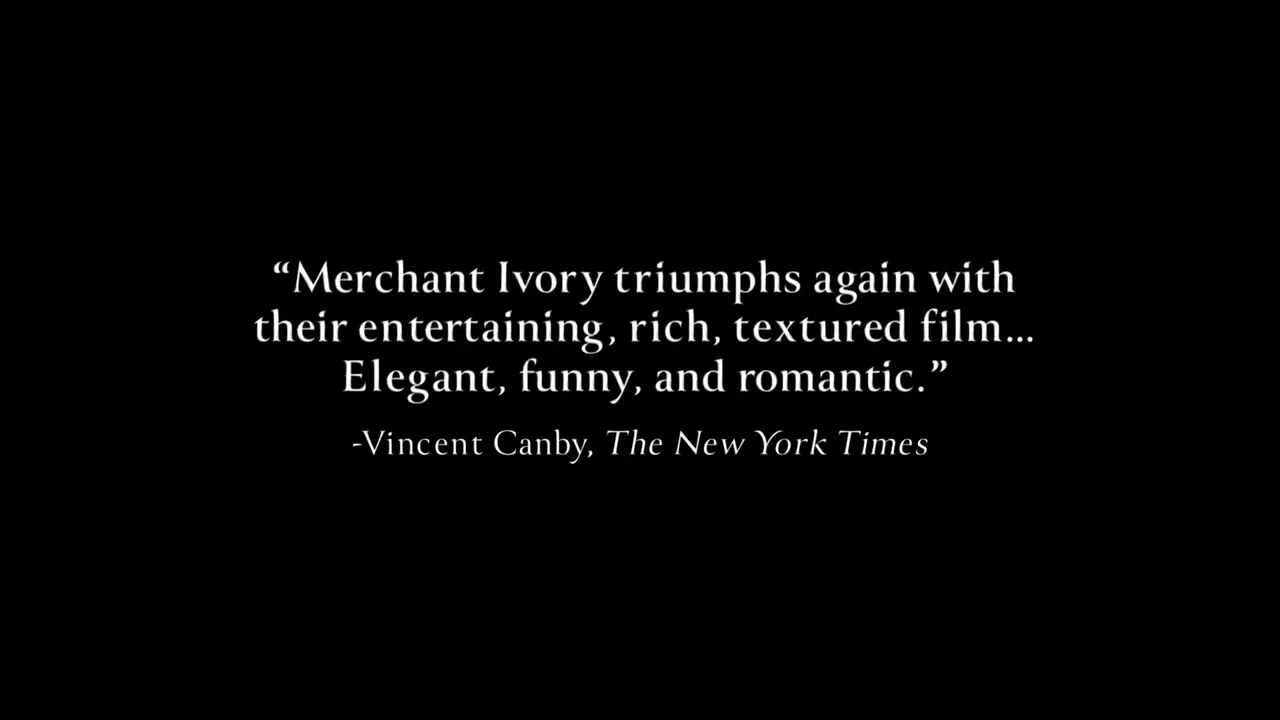 “Merchant Ivory triumphs again with
their entertaining, rich, textured film...
Elegant, funny, and romantic.”
-Vincent Canby, The New York Times